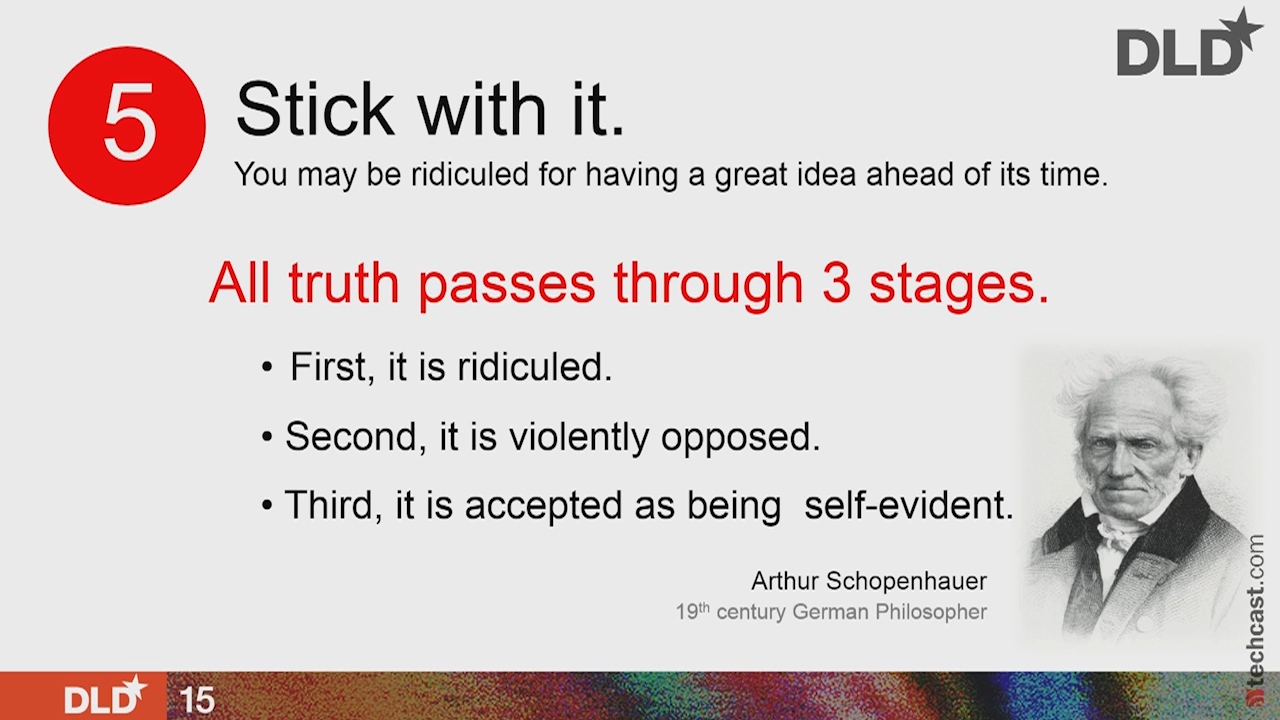 DLD
5
Stick with it.
You may be ridiculed for having a great idea ahead of its time.
All truth passes through 3 stages.
• First, it is ridiculed.
• Second, it is violently opposed.
• Third, it is accepted as being  self-evident.
Arthur Schopenhauer
19th century German Philosopher
techcast.com
DLD 15